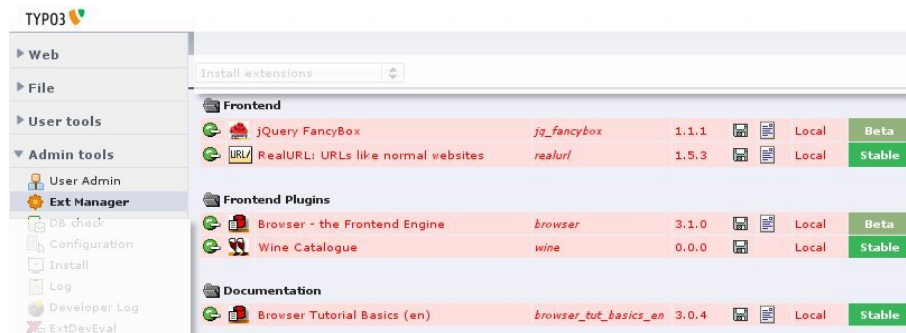 TYPO3
Web
File
User tools
Admin tools
User Admin
Ext Manager
DB check
Configuration
Install
Log
Developer Log
ExtDevEval
Install extensions
Frontend
jQuery FancyBox jq_fancybox 1.1.1 Local Beta
URL/ RealURL: URLs like normal websites realurl 1.5.3 Local Stable
Frontend Plugins
Browser - the Frontend Engine browser 3.1.0 Local Beta
Wine Catalogue wine 0.0.0 Local Stable
Documentation
Browser Tutorial Basics (en) browser_tut_basics_en 3.0.4 Local Stable